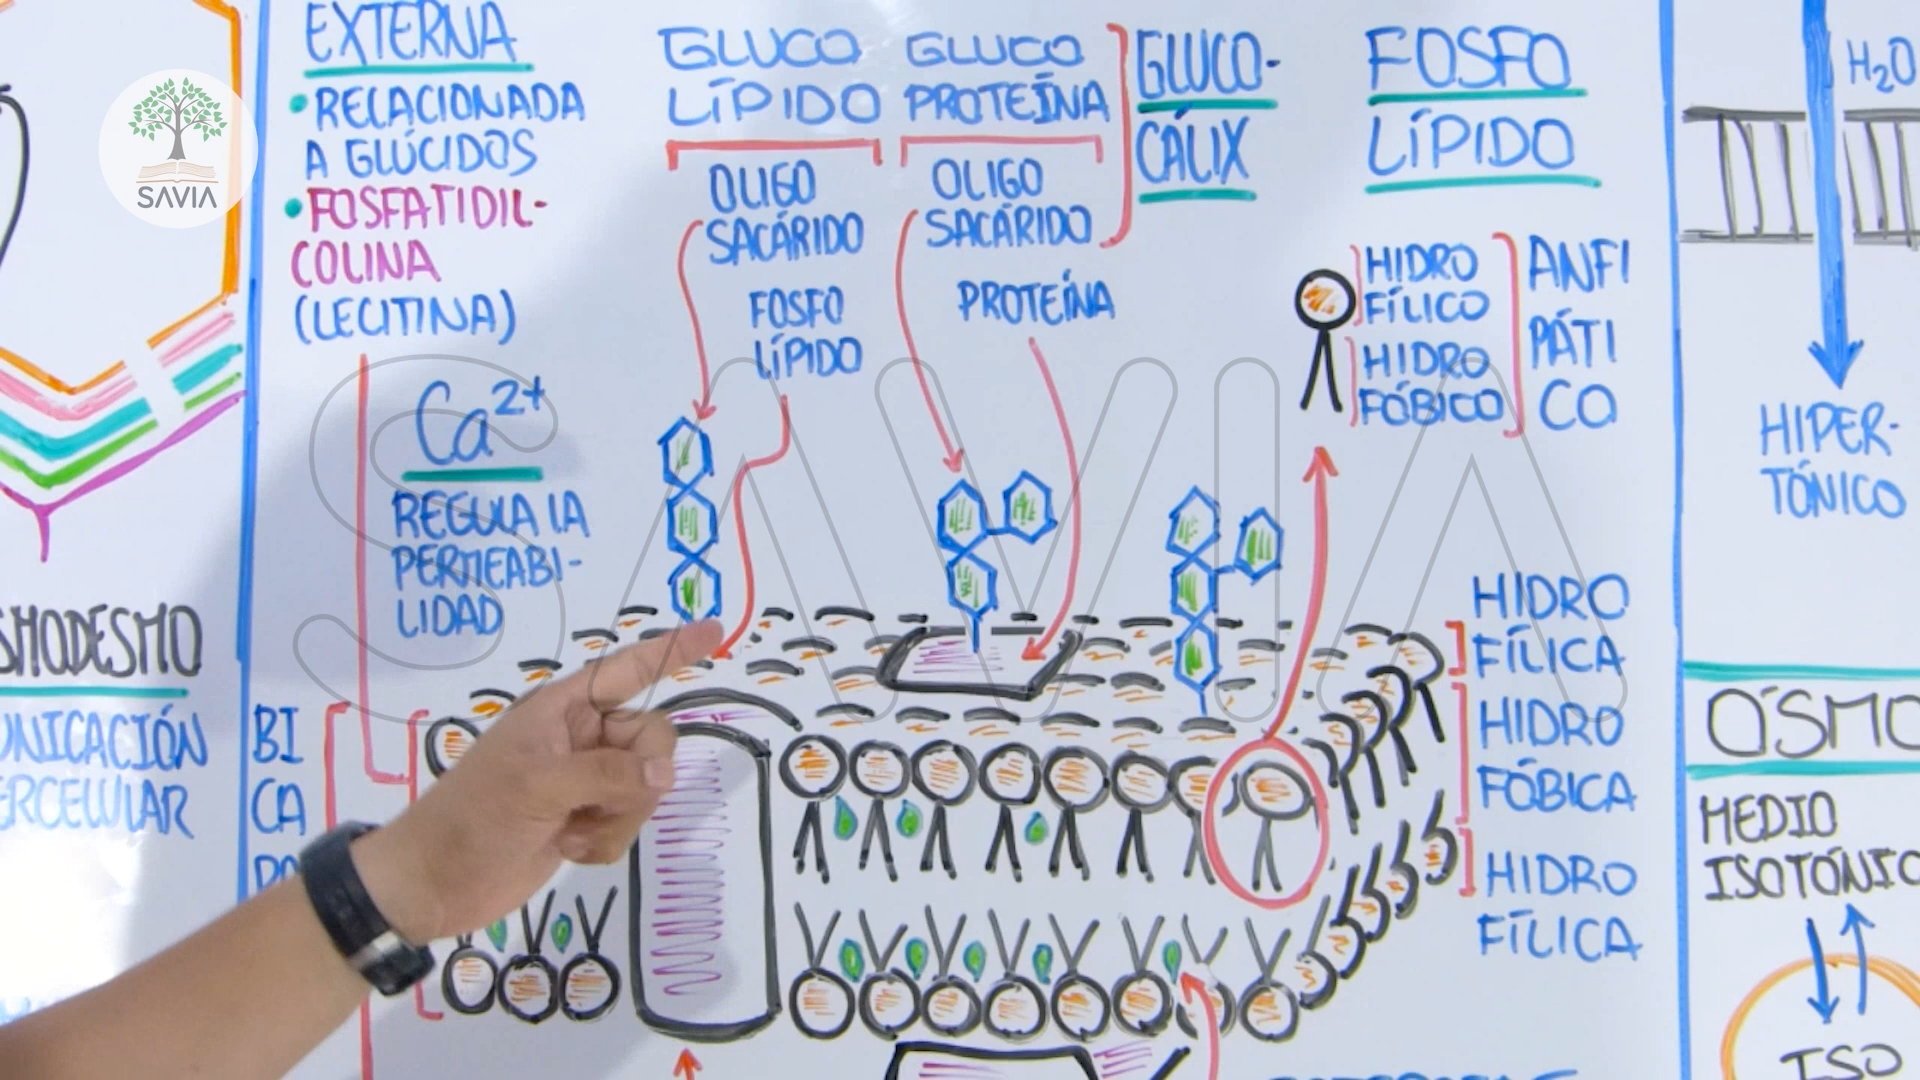 EXTERNA
• RELACIONADA
A GLÚCIDOS
• FOSFATIDIL-
COLINA
(LECITINA)
Ca2+
REGULA LA
PERMEABI-
LIDAD
GLUCO
LÍPIDO
OLIGO
SACÁRIDO
FOSFO
LÍPIDO
GLUCO
PROTEÍNA
OLIGO
SACÁRIDO
PROTEÍNA
GLUCO-
CÁLIX
FOSFO
LÍPIDO
HIDRO
FÍLICO
HIDRO
FÓBICO
ANFI
PÁTI
CO
HIDRO
FÍLICA
HIDRO
FÓBICA
HIDRO
FÍLICA
BI
CA
H2O
HIPER-
TÓNICO
ÓSMO
MEDIO
ISOTÓNICO
ISO
SMODESMO
UNICACIÓN
ERCELULAR
SAVIA
SAVIA